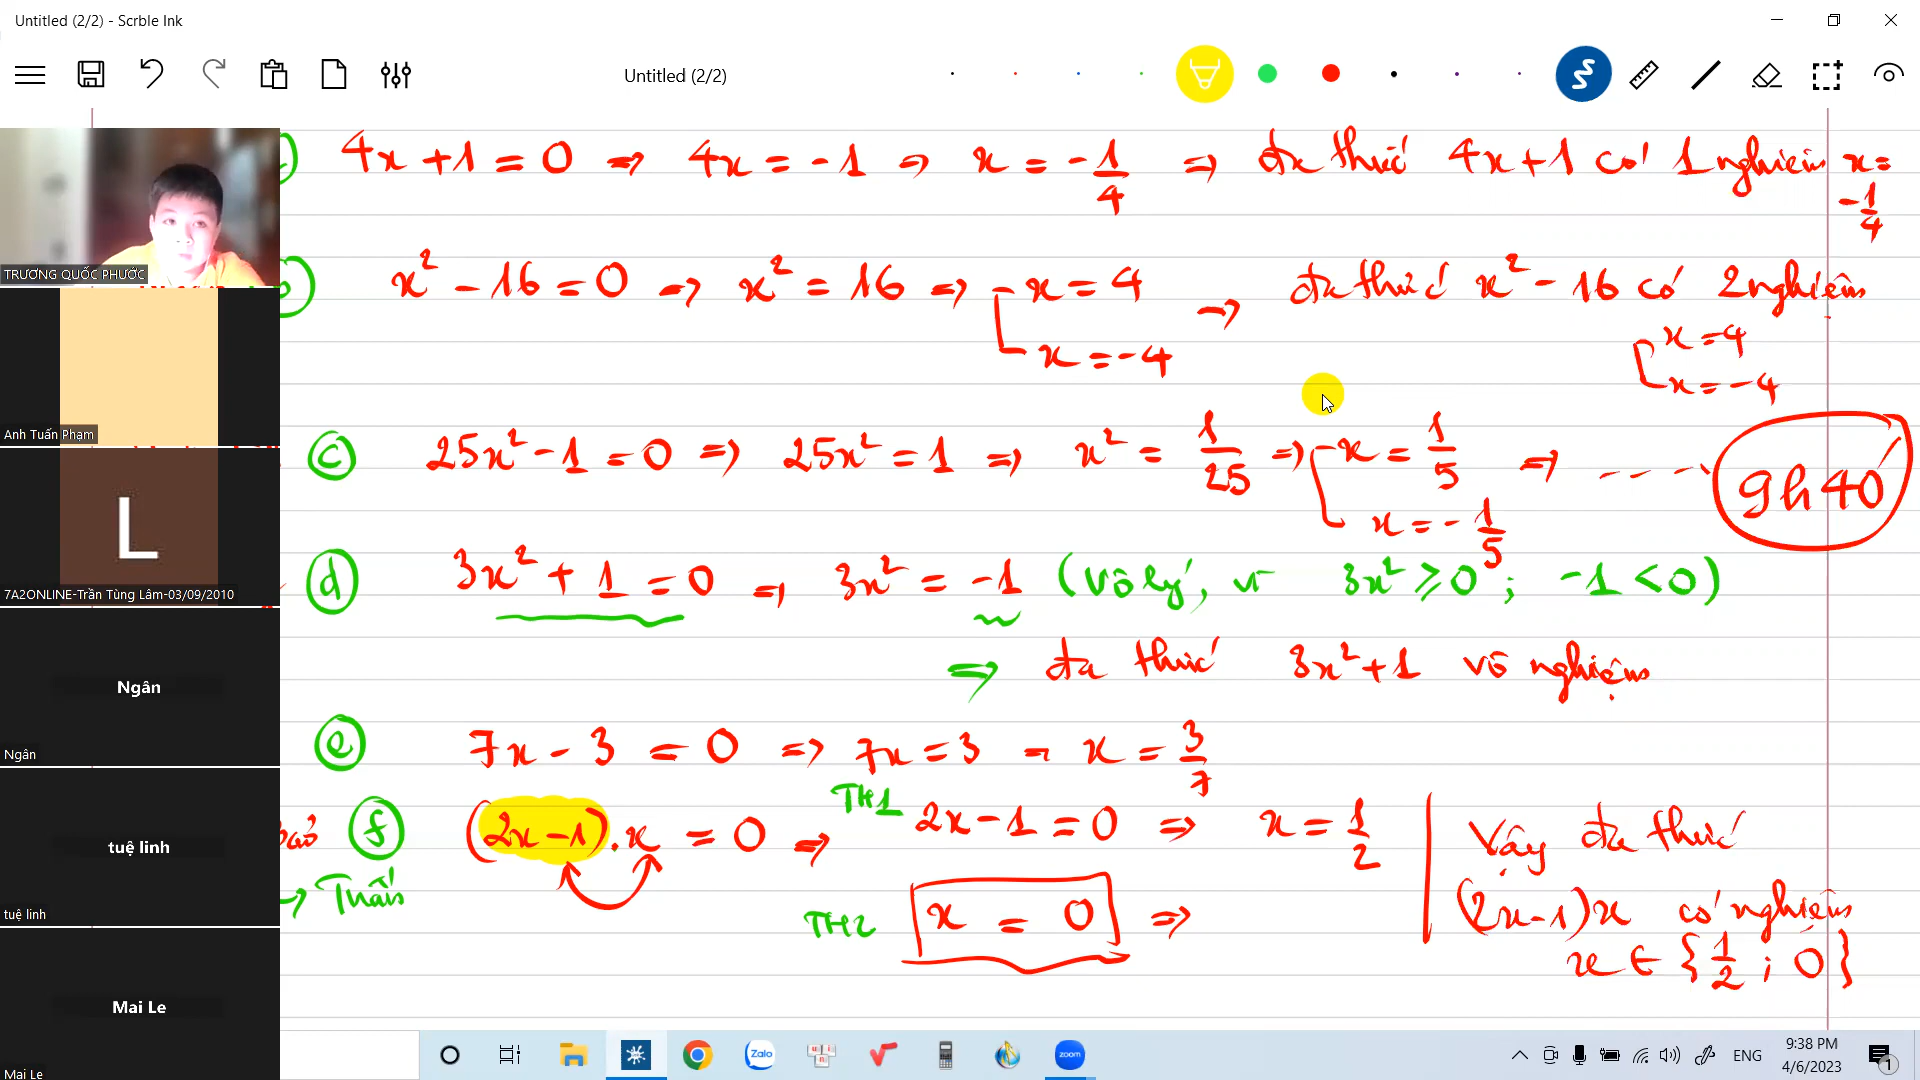 Untitled (2/2) - Scrble Ink
Untitled (2/2)
4x + 1 = 0 => 4x = -1 => x = -1/4 => đa thức 4x+1 có 1 nghiệm x = -1/4
x² - 16 = 0 => x² = 16 => x = 4 => đa thức x² - 16 có 2 nghiệm
x = -4
x = 4
x = -4
c 25x² - 1 = 0 => 25x² = 1 => x² = 1/25 => x = 1/5 => ---- gh 40'
x = -1/5
d 3x² + 1 = 0 => 3x² = -1 (vô lý, vì 3x² ≥ 0; -1 < 0)
=> đa thức 3x² + 1 vô nghiệm
e 7x - 3 = 0 => 7x = 3 → x = 3/7
f (2x-1).x = 0 => TH1 2x - 1 = 0 => x = 1/2
→ Tuấn
TH2 x = 0 =>
Vậy đa thức
(2x-1)x có nghiệm
x ∈ {1/2; 0}
TRƯƠNG QUỐC PHƯỚC
Anh Tuấn Phạm
L
7A2ONLINE-Trần Tùng Lâm-03/09/2010
Ngân
Ngân
tuệ linh
tuệ linh
Mai Le
Mai Le
Zalo
zoom
ENG
9:38 PM
4/6/2023
1